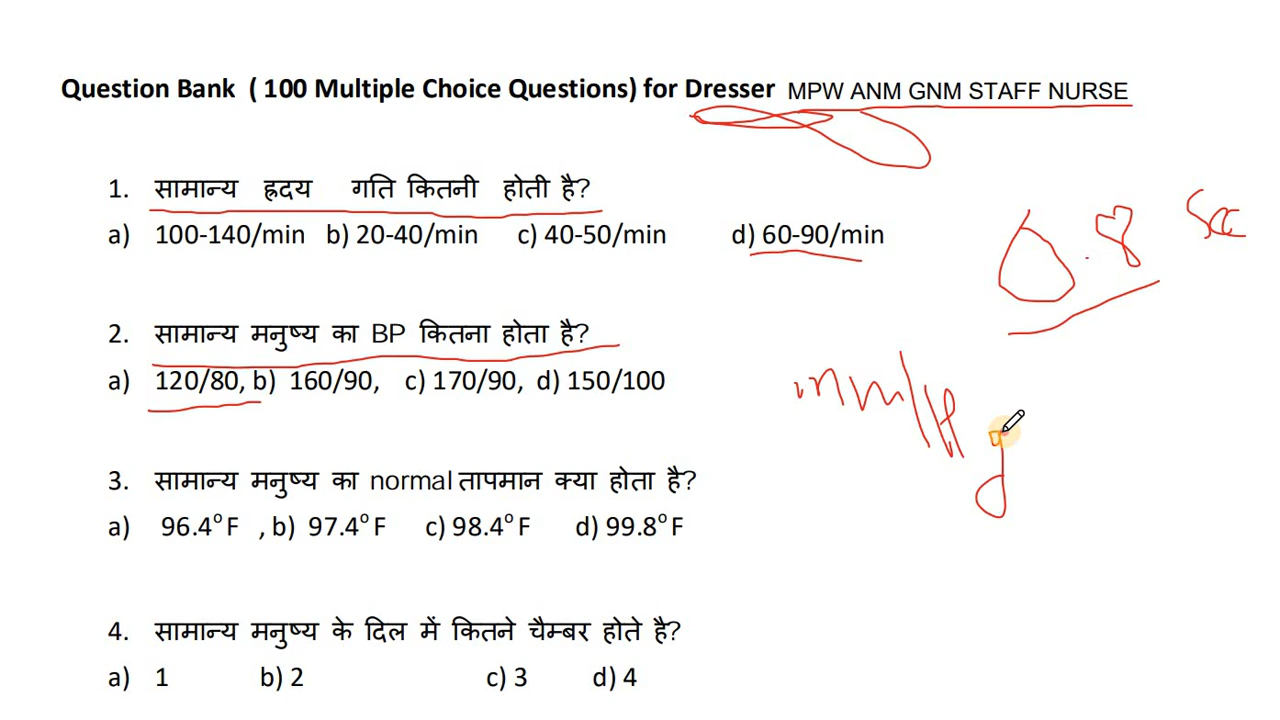 Question Bank ( 100 Multiple Choice Questions) for Dresser MPW ANM GNM STAFF NURSE
1. सामान्य ह्रदय गति कितनी होती है?
a) 100-140/min b) 20-40/min c) 40-50/min d) 60-90/min
0.8 Sec
2. सामान्य मनुष्य का BP कितना होता है?
a) 120/80, b) 160/90, c) 170/90, d) 150/100
mm/Hg
3. सामान्य मनुष्य का normal तापमान क्या होता है?
a) 96.4°F , b) 97.4°F c) 98.4°F d) 99.8°F
4. सामान्य मनुष्य के दिल में कितने चैम्बर होते है?
a) 1 b) 2 c) 3 d) 4